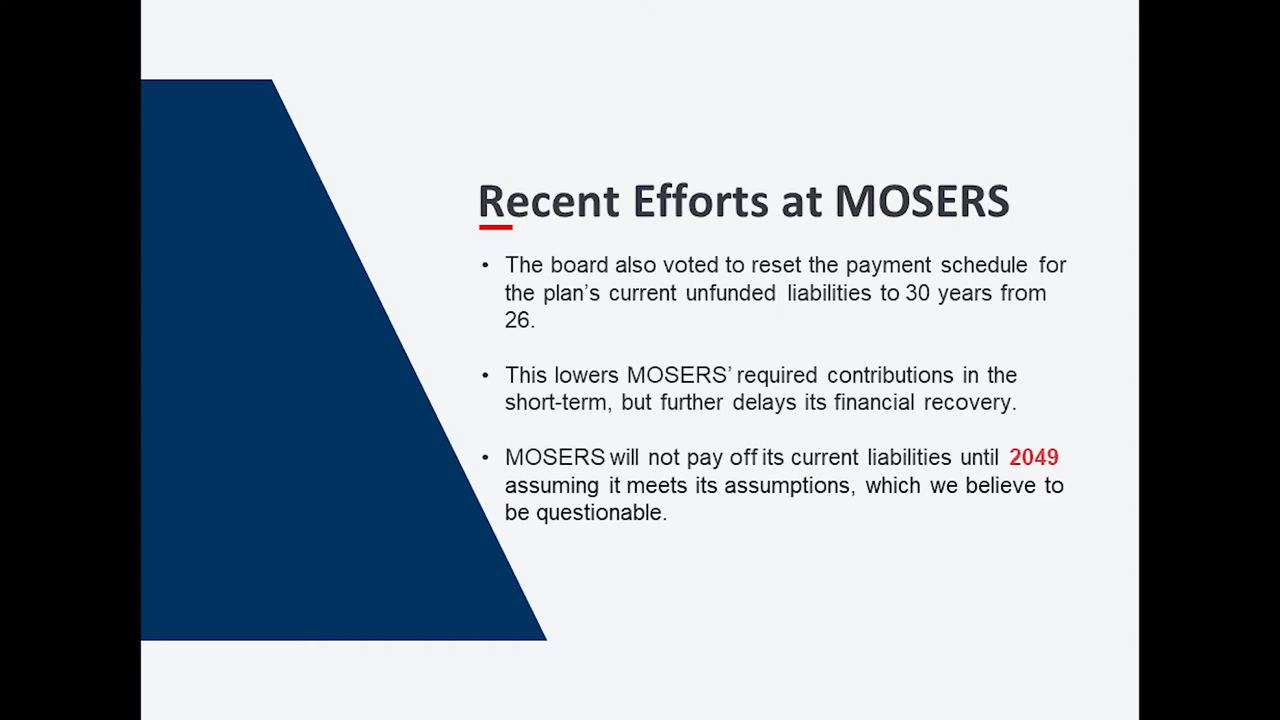 Recent Efforts at MOSERS
• The board also voted to reset the payment schedule for
the plan’s current unfunded liabilities to 30 years from
26.
• This lowers MOSERS’ required contributions in the
short-term, but further delays its financial recovery.
• MOSERS will not pay off its current liabilities until 2049
assuming it meets its assumptions, which we believe to
be questionable.